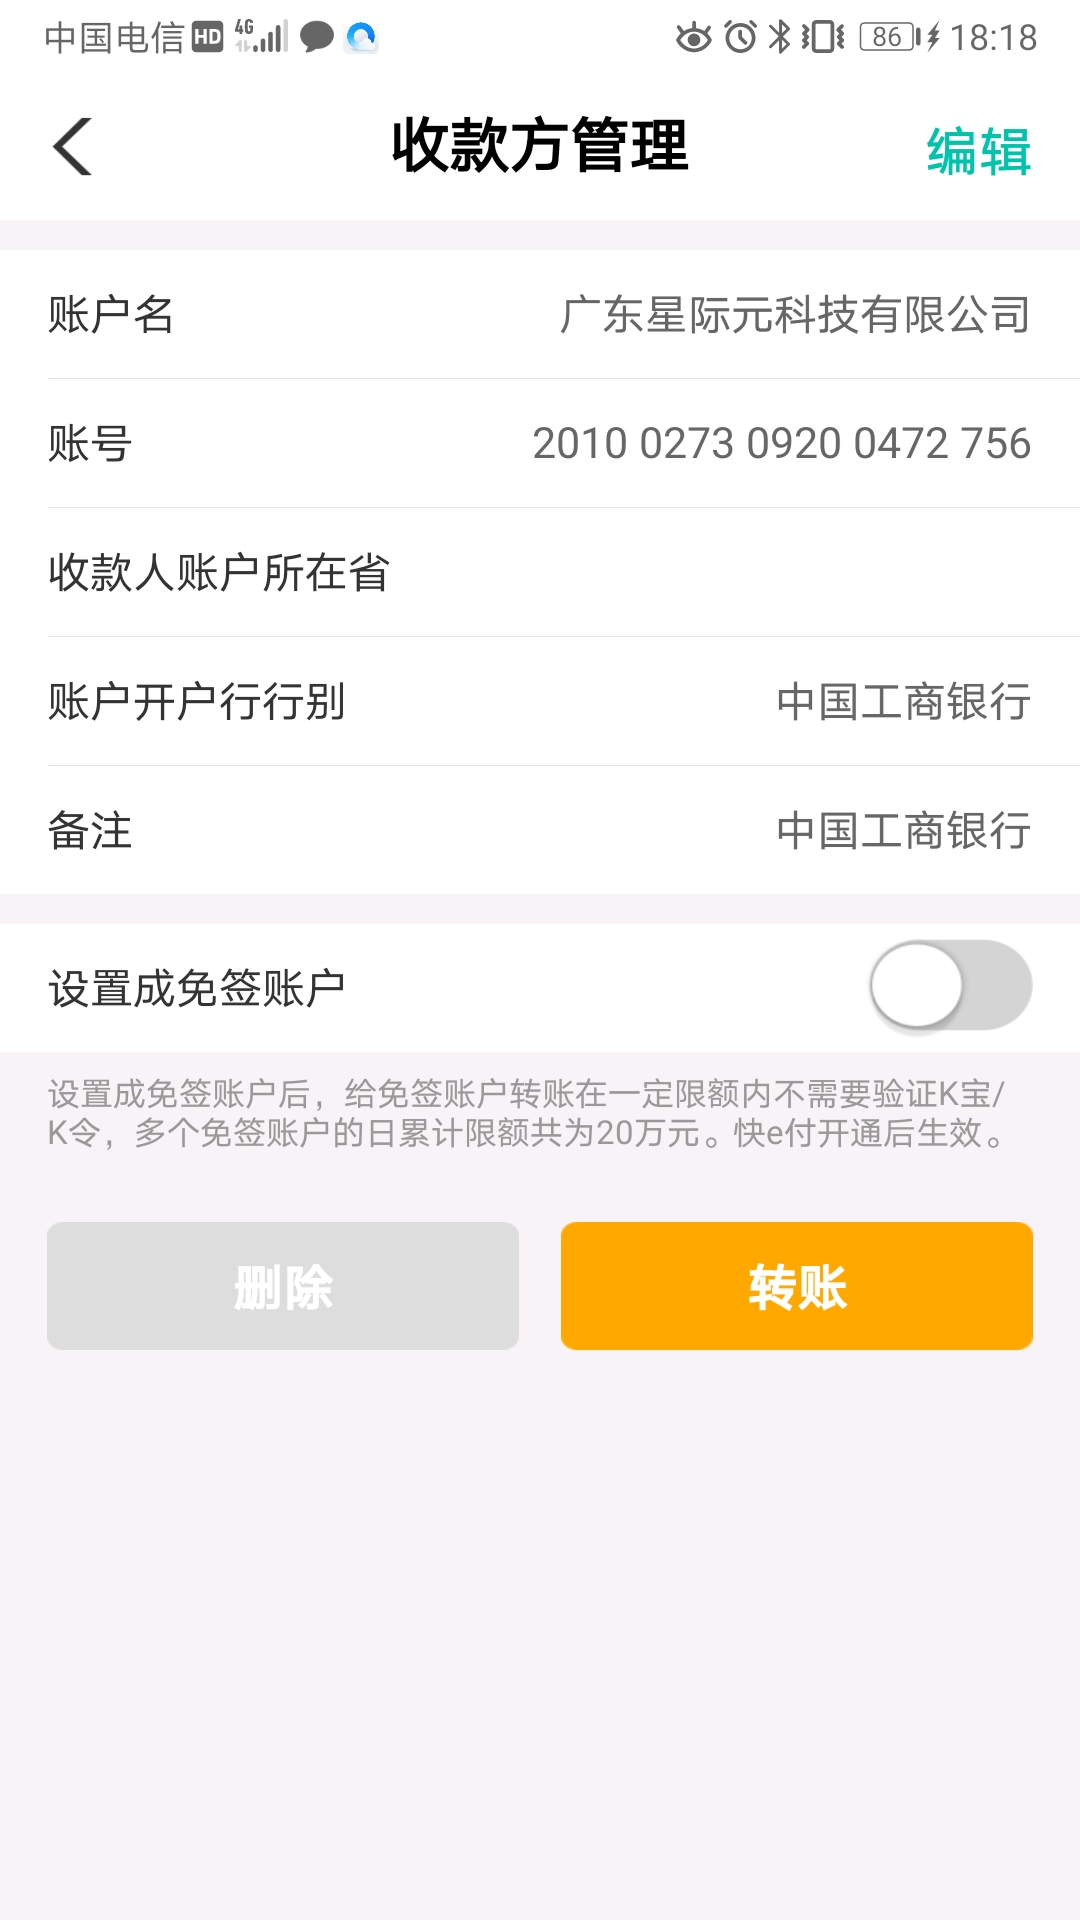 中国电信 HD 4G 86 18:18
收款方管理 编辑
账户名 广东星际元科技有限公司
账号 2010 0273 0920 0472 756
收款人账户所在省
账户开户行行别 中国工商银行
备注 中国工商银行
设置成免签账户
设置成免签账户后，给免签账户转账在一定限额内不需要验证K宝/
K令，多个免签账户的日累计限额共为20万元。快e付开通后生效。
删除 转账